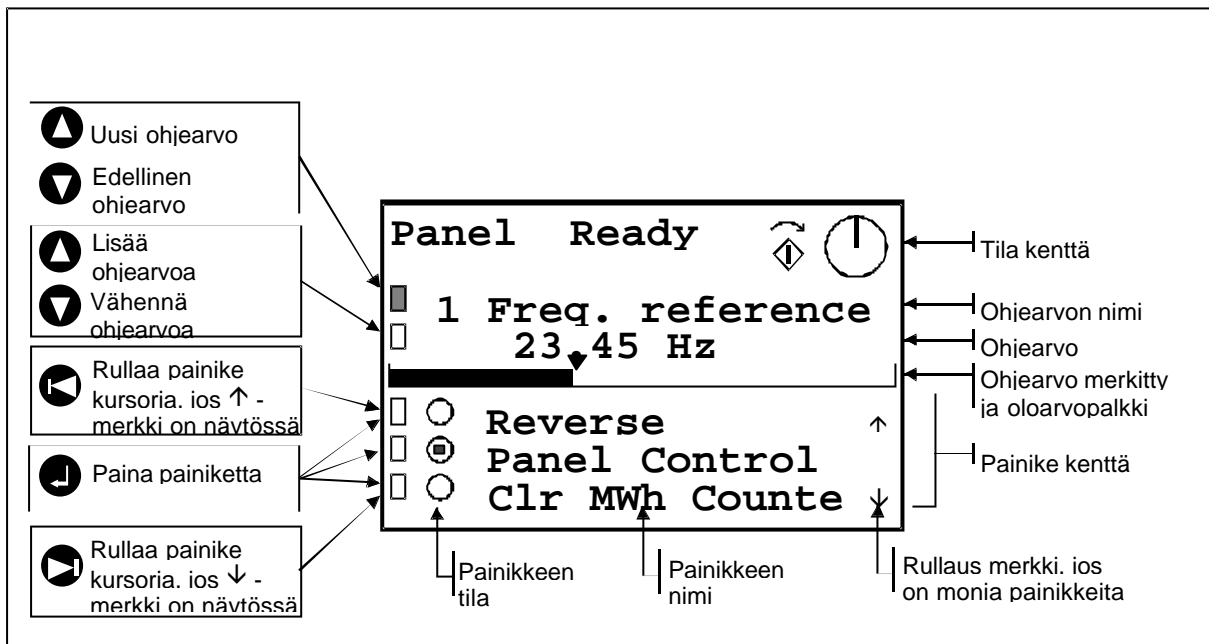 Uusi ohjearvo
Edellinen
ohjearvo
Lisää
ohjearvoa
Vähennä
ohjearvoa
Rullaa painike
kursoria. jos ↑ -
merkki on näytössä
Paina painiketta
Rullaa painike
kursoria. jos ↓ -
merkki on näytössä
Panel Ready
1 Freq. reference
23.45 Hz
Reverse ↑
Panel Control
Clr MWh Counte ↓
Tila kenttä
Ohjearvon nimi
Ohjearvo
Ohjearvo merkitty
ja oloarvopalkki
Painike kenttä
Painikkeen
tila
Painikkeen
nimi
Rullaus merkki. jos
on monia painikkeita